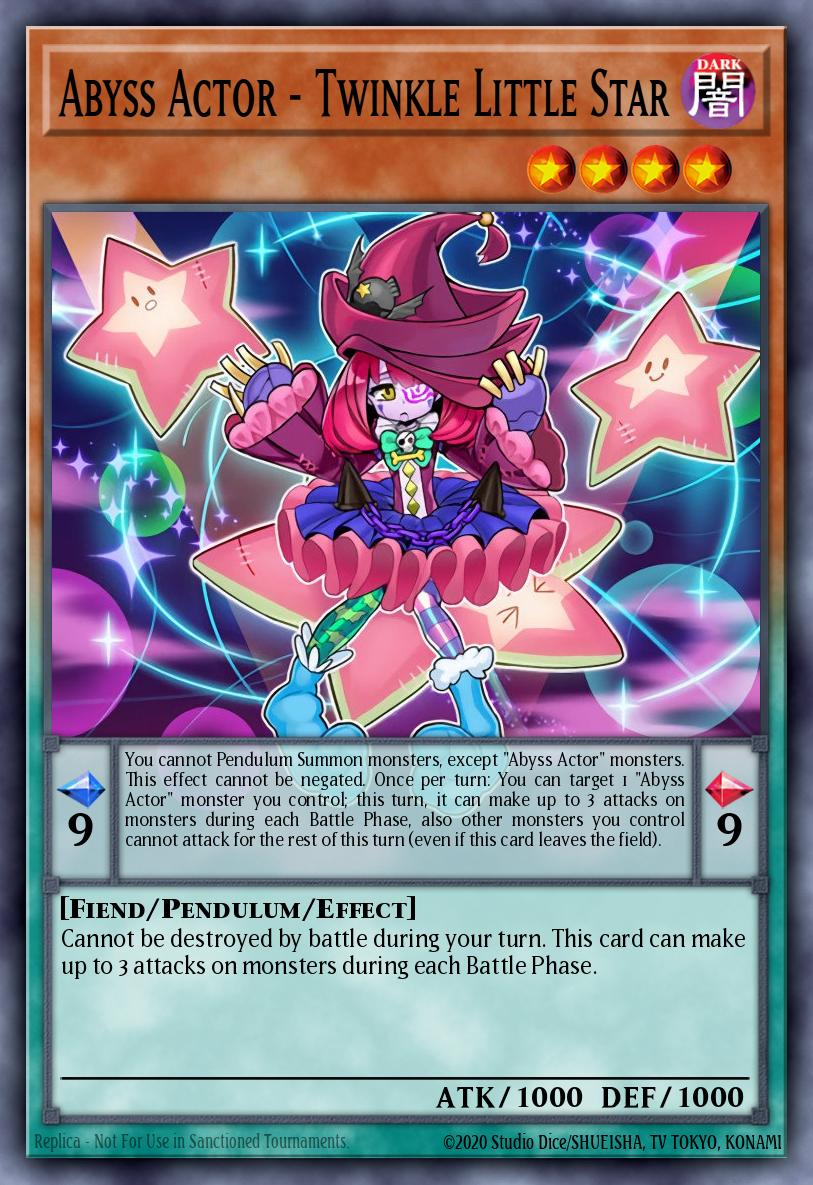 Abyss Actor - Twinkle Little Star
DARK
闇
You cannot Pendulum Summon monsters, except "Abyss Actor" monsters.
This effect cannot be negated. Once per turn: You can target 1 "Abyss
Actor" monster you control; this turn, it can make up to 3 attacks on
monsters during each Battle Phase, also other monsters you control
cannot attack for the rest of this turn (even if this card leaves the field).
9
9
[Fiend/Pendulum/Effect]
Cannot be destroyed by battle during your turn. This card can make
up to 3 attacks on monsters during each Battle Phase.
ATK/1000 DEF/1000
Replica - Not For Use in Sanctioned Tournaments.
©2020 Studio Dice/SHUEISHA, TV TOKYO, KONAMI